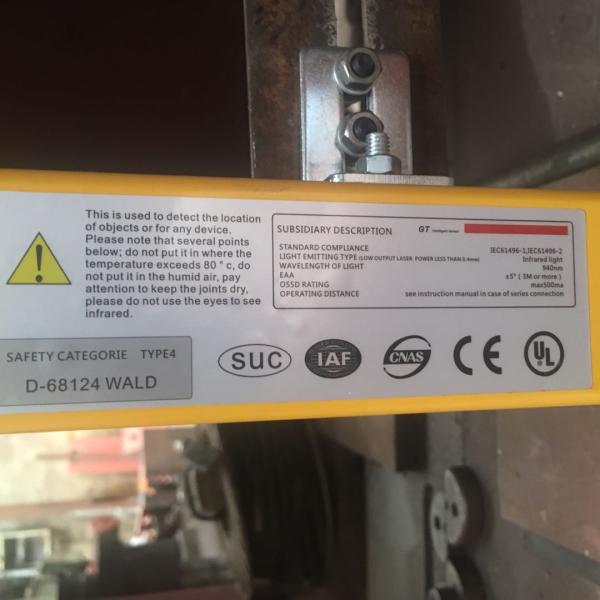 This is used to detect the location
of objects or for any device.
Please note that several points
below; do not put it in where the
temperature exceeds 80 ° c, do
not put it in the humid air, pay
attention to keep the joints dry,
please do not use the eyes to see
infrared.
SAFETY CATEGORIE TYPE4
D-68124 WALD
SUBSIDIARY DESCRIPTION GT Intelligent sensor
STANDARD COMPLIANCE IEC61496-1,IEC61496-2
LIGHT EMITTING TYPE (LOW OUTPUT LASER POWER LESS THAN 0.4mw) Infrared light
WAVELENGTH OF LIGHT 940nm
EAA ±5° ( 3M or more )
OSSD RATING max500ma
OPERATING DISTANCE see instruction manual in case of series connection
SUC IAF CNAS CE UL